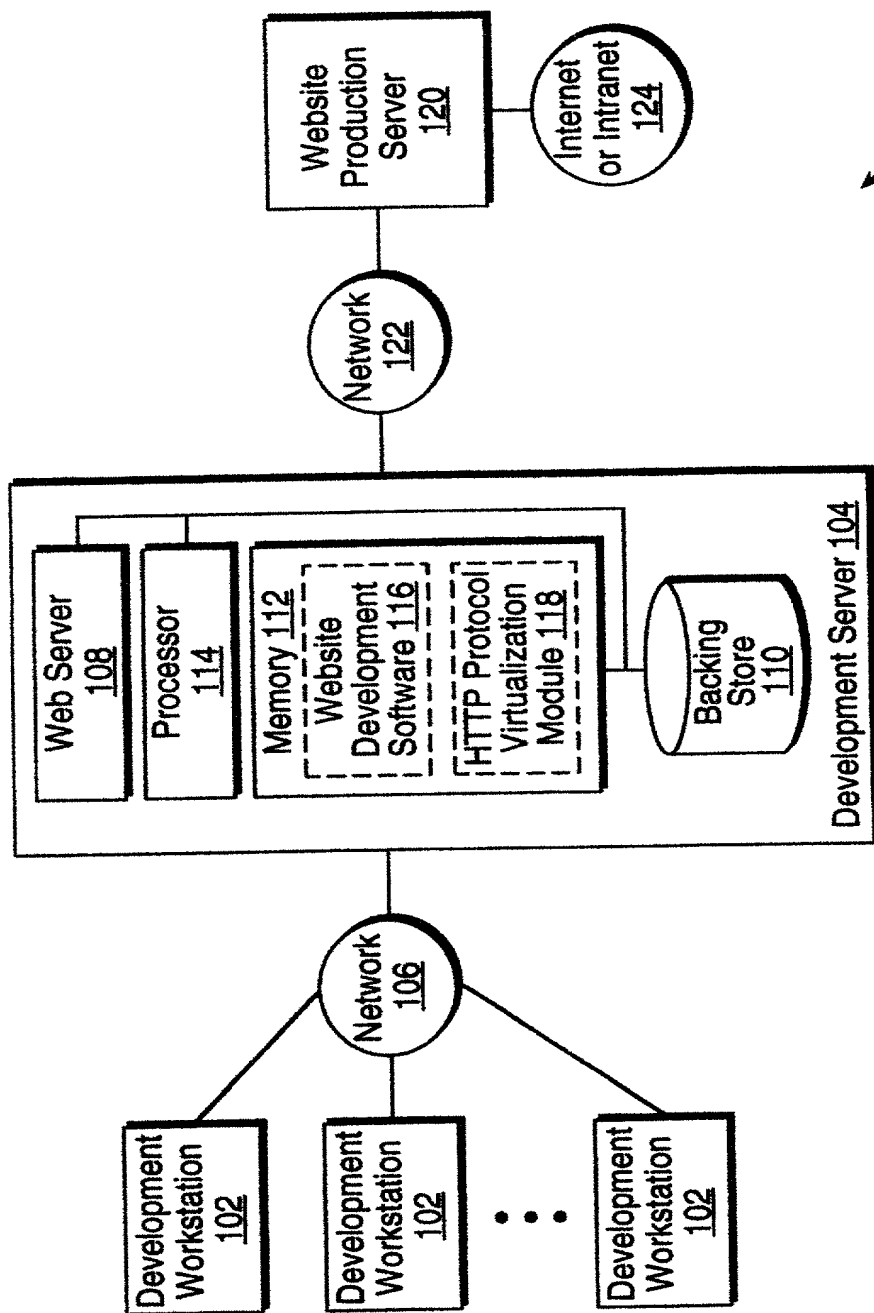 Development
Workstation
102
Development
Workstation
102
Development
Workstation
102
Network
106
Web Server
108
Processor
114
Memory 112
Website
Development
Software 116
HTTP Protocol
Virtualization
Module 118
Backing
Store
110
Development Server 104
Network
122
Website
Production
Server
120
Internet
or Intranet
124